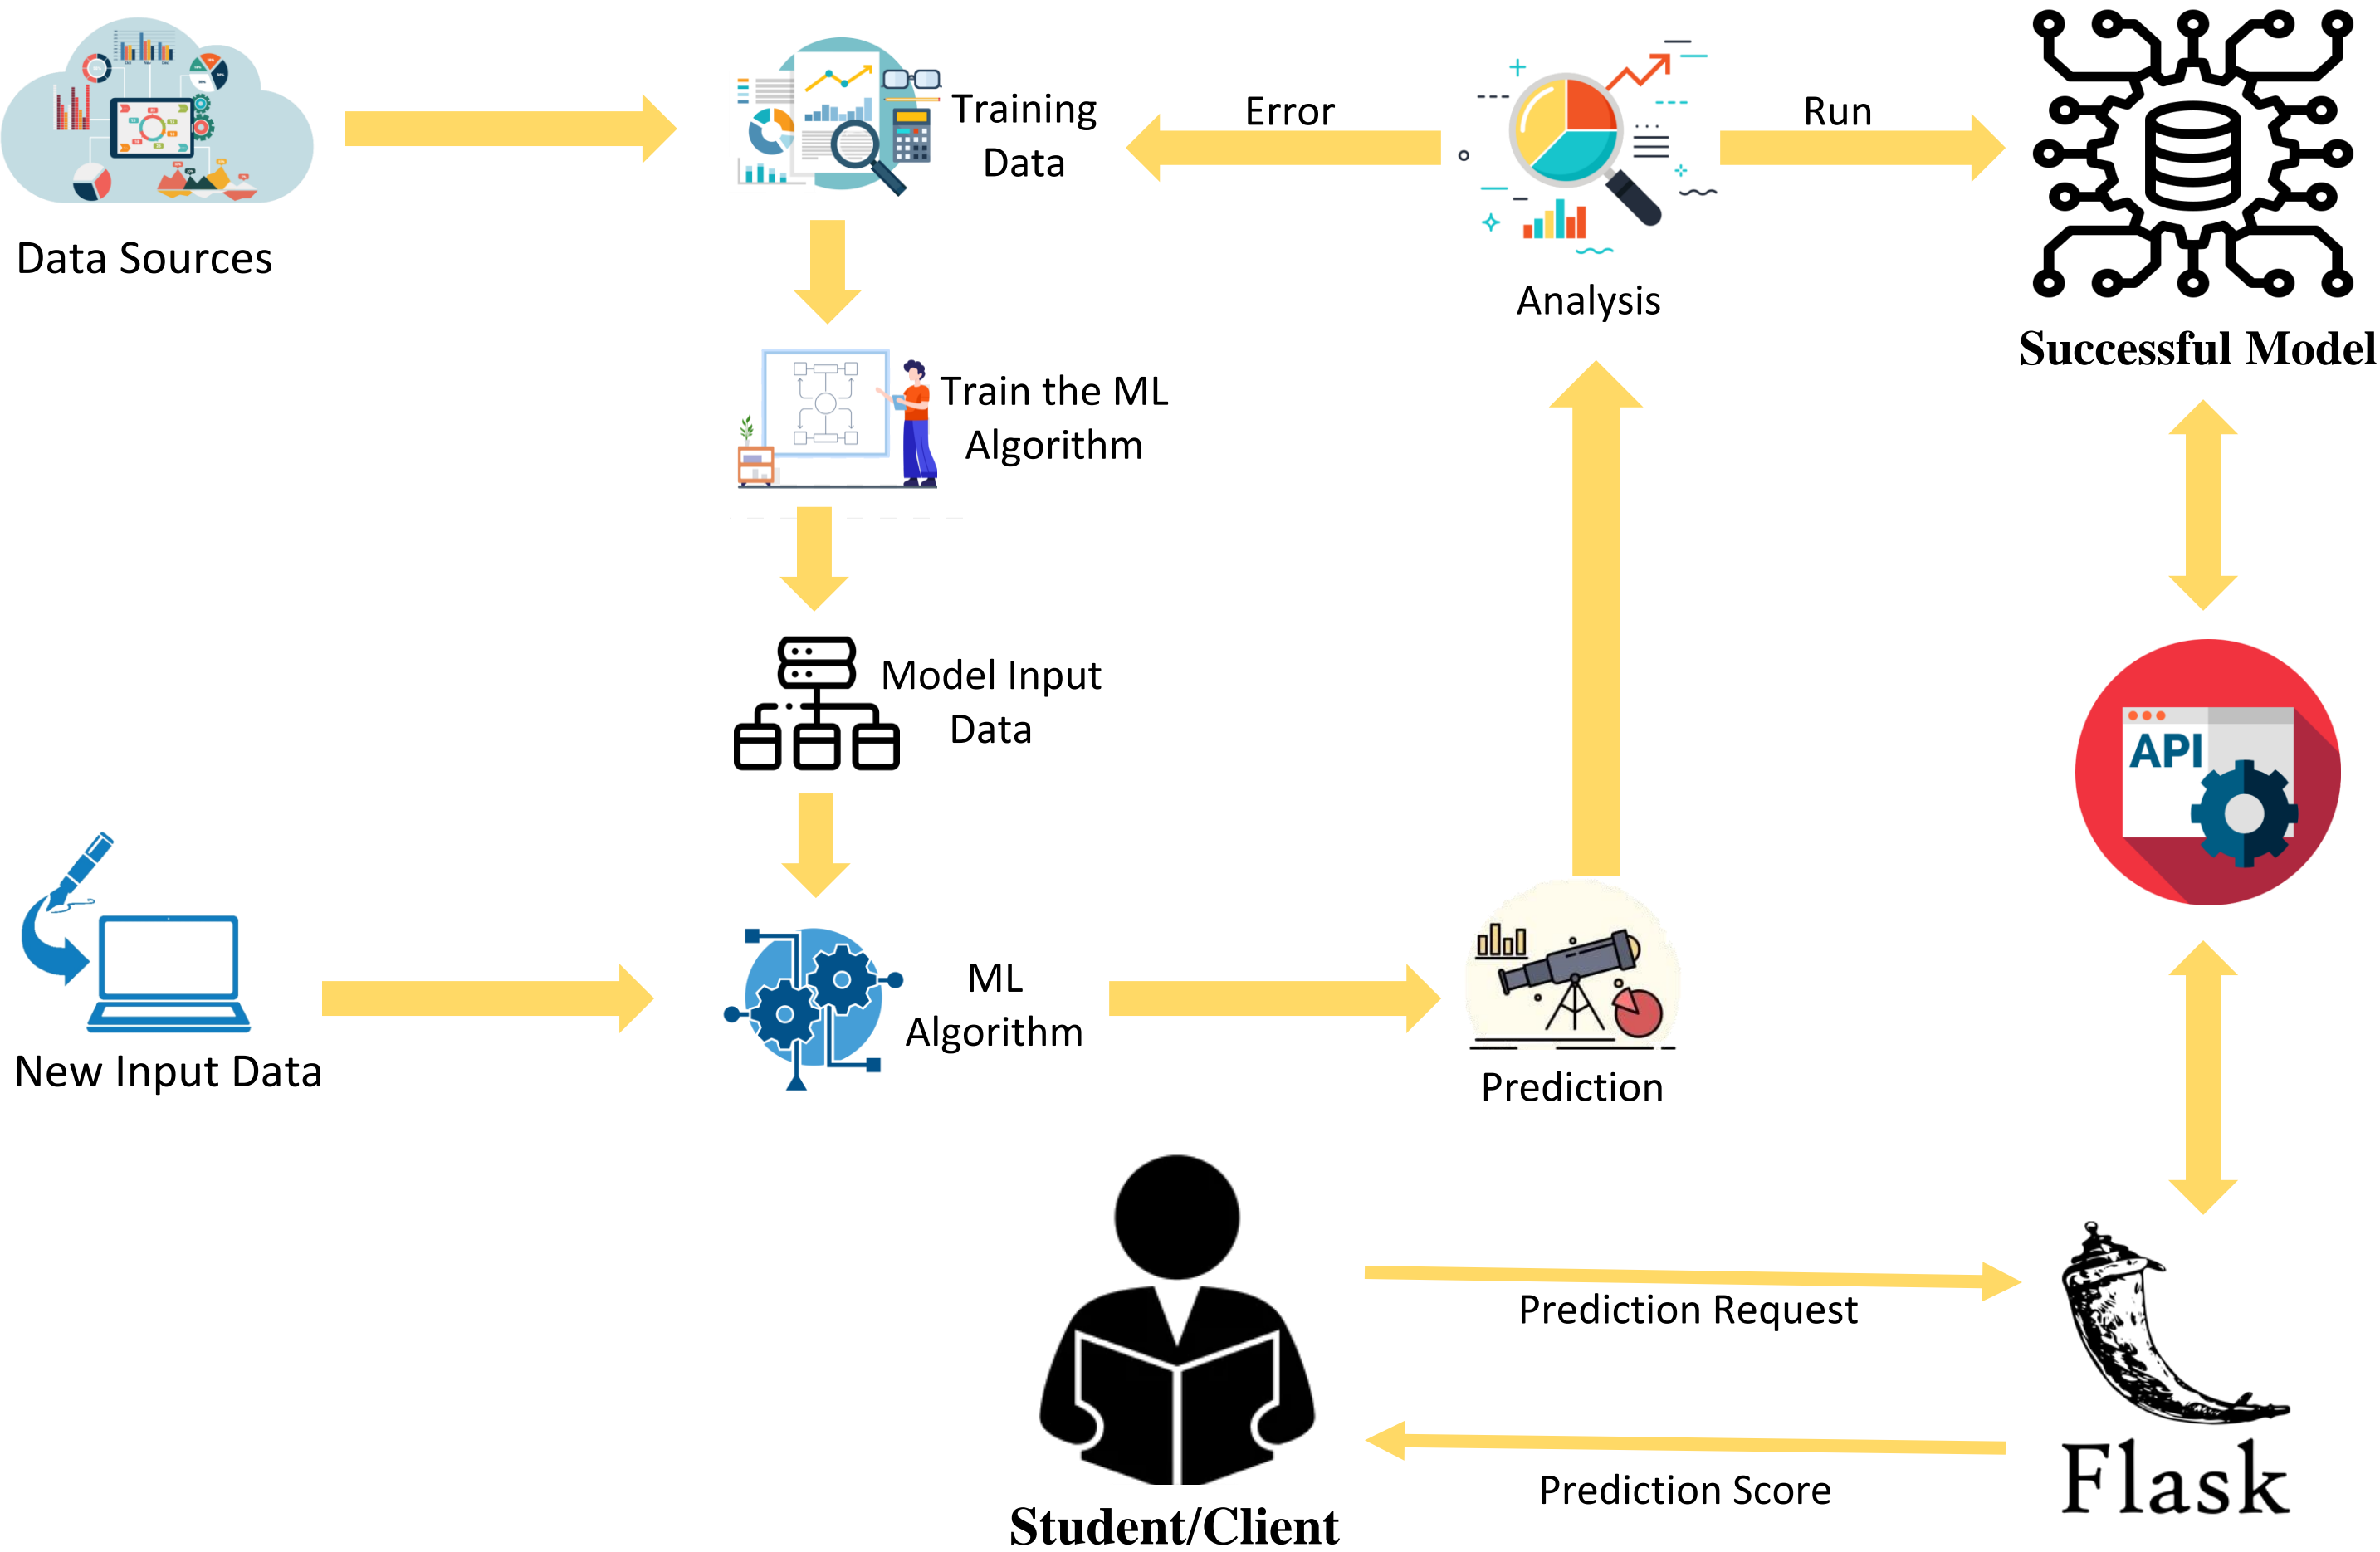 Training
Data
Error
Run
Data Sources
Analysis
Successful Model
Train the ML
Algorithm
Model Input
Data
API
New Input Data
ML
Algorithm
Prediction
Prediction Request
Prediction Score
Flask
Student/Client